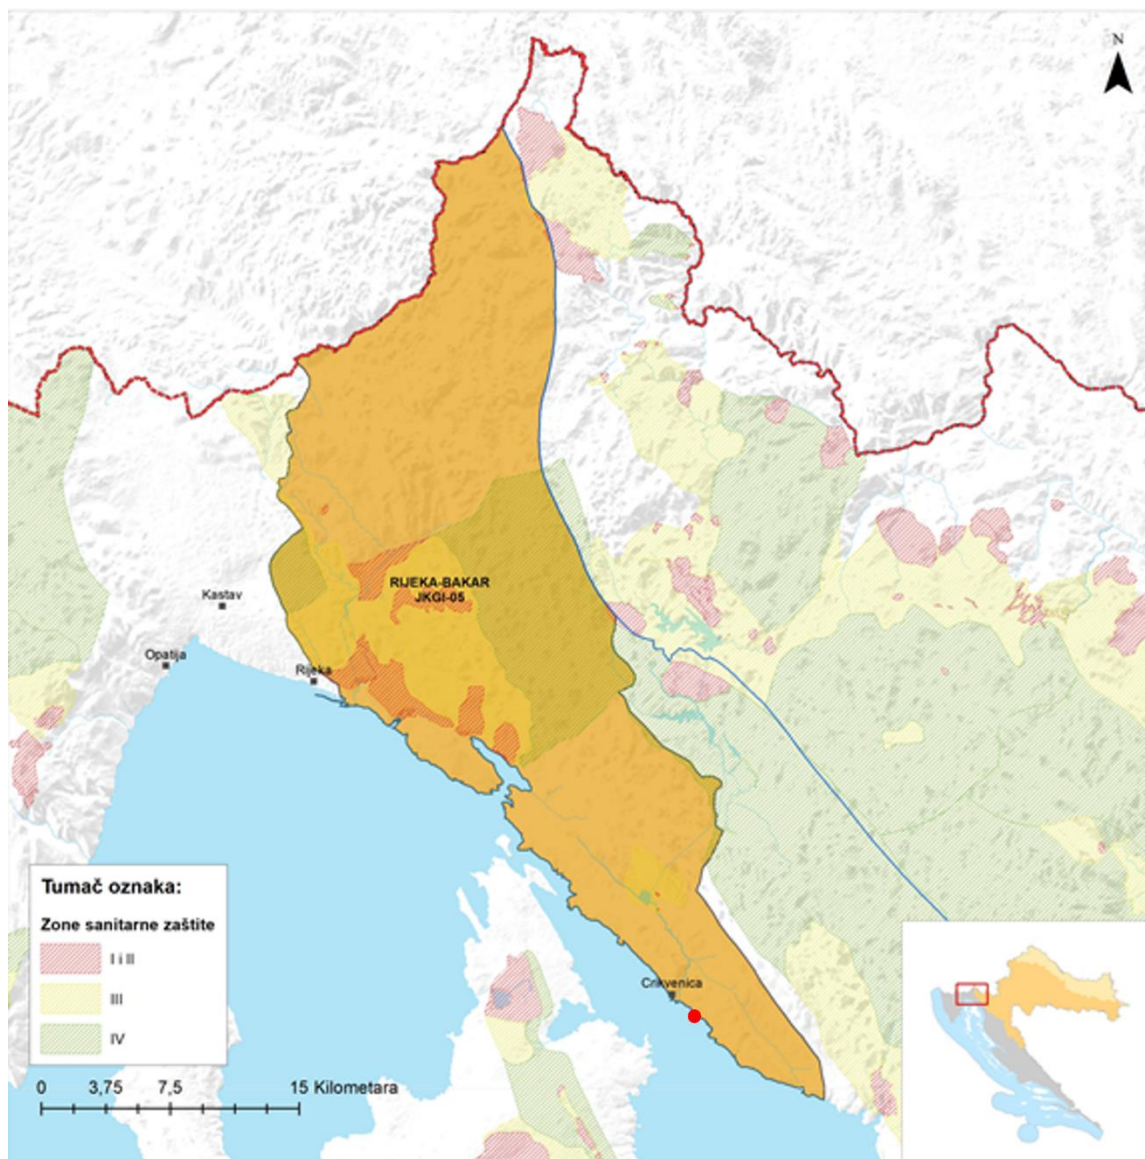 N
RIJEKA-BAKAR
JKGI-05
Kastav
Opatija
Rijeka
Crikvenica
Tumač oznaka:
Zone sanitarne zaštite
I i II
III
IV
0 3,75 7,5 15 Kilometara